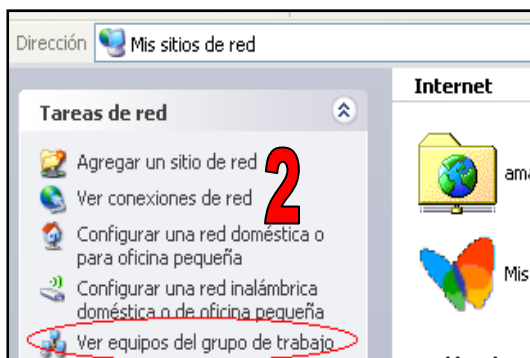 Dirección Mis sitios de red
Tareas de red
Agregar un sitio de red
2
Ver conexiones de red
Configurar una red doméstica o
para oficina pequeña
Configurar una red inalámbrica
doméstica o de oficina pequeña
Ver equipos del grupo de trabajo
Internet
ama
Mis